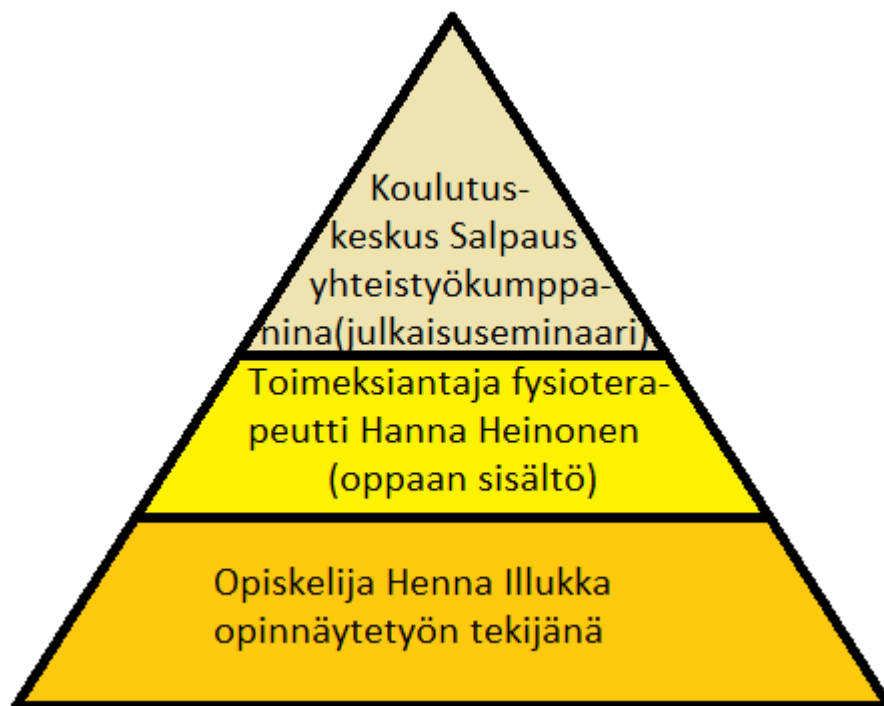 Koulutus-
keskus Salpaus
yhteistyökumppa-
nina(julkaisuseminaari)
Toimeksiantaja fysiotera-
peutti Hanna Heinonen
(oppaan sisältö)
Opiskelija Henna Illukka
opinnäytetyön tekijänä